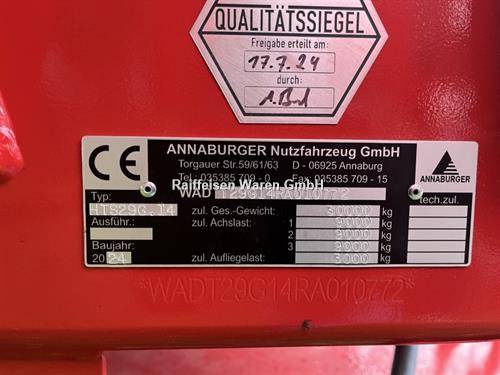 QUALITÄTSSIEGEL
Freigabe erteilt am:
17.7.24
durch:
CE
ANNABURGER Nutzfahrzeug GmbH
Torgauer Str.59/61/63 D - 06925 Annaburg
Tel.: 035385 709 - 0 Fax: 035385 709 - 15
ANNABURGER
Raiffeisen Waren GmbH
Typ: WAD T29G14RA010772
tech.zul.
HTS29G.14 zul. Ges.-Gewicht: 30000 kg
Ausführ.: zul. Achslast: 1 9000 kg
2 9000 kg
Baujahr: 3 9000 kg
2024 zul. Aufliegelast: 3000 kg
*WADT29G14RA010772*